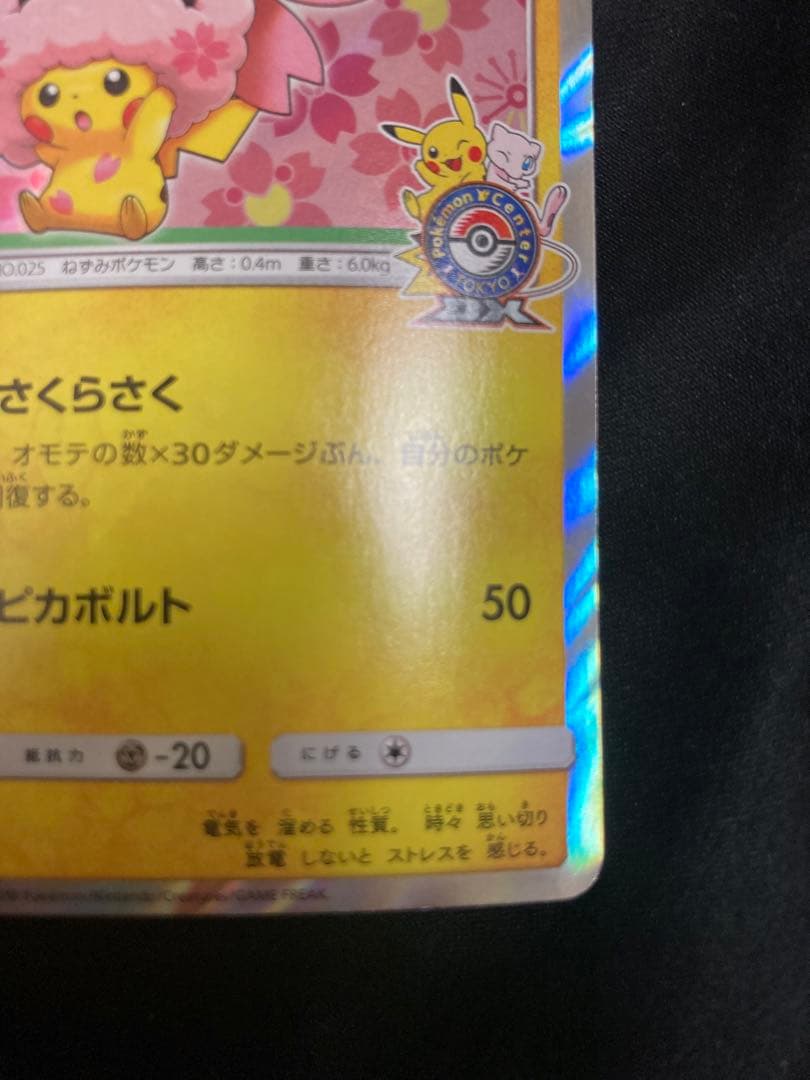 Pokémon Center
TOKYO
DX
NO.025 ねずみポケモン 高さ:0.4m 重さ:6.0kg
さくらさく
オモテの数×30ダメージぶん、自分のポケ
回復する。
ピカボルト 50
抵抗力 -20 にげる
電気を 溜める 性質。 時々 思い切り
放電 しないと ストレスを 感じる。
Pokémon/Nintendo/Creatures/GAME FREAK.